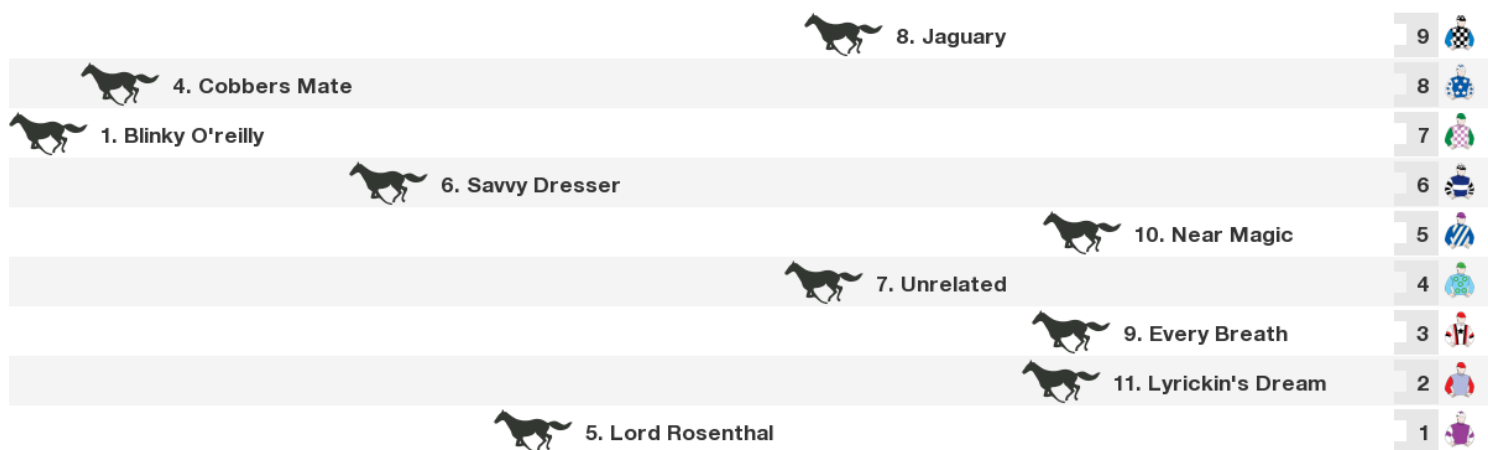 8. Jaguary 9
4. Cobbers Mate 8
1. Blinky O'reilly 7
6. Savvy Dresser 6
10. Near Magic 5
7. Unrelated 4
9. Every Breath 3
11. Lyrickin's Dream 2
5. Lord Rosenthal 1